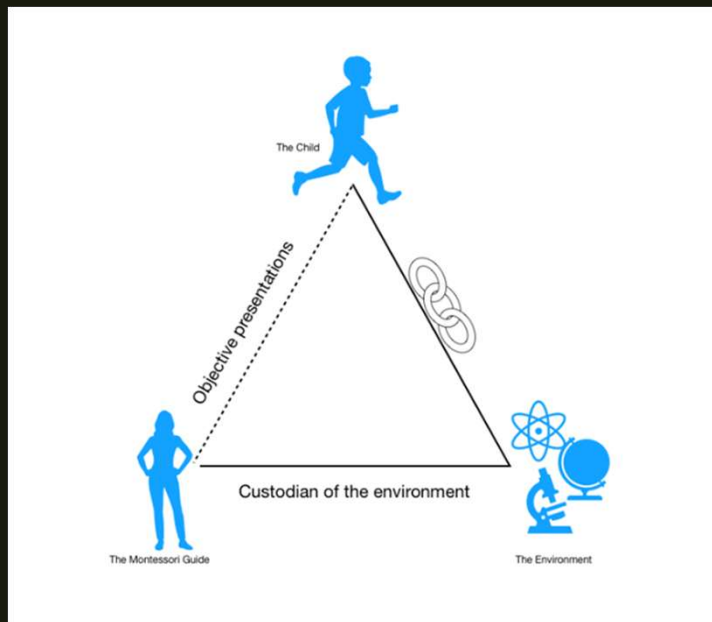 The Child
Objective presentations
Custodian of the environment
The Montessori Guide
The Environment